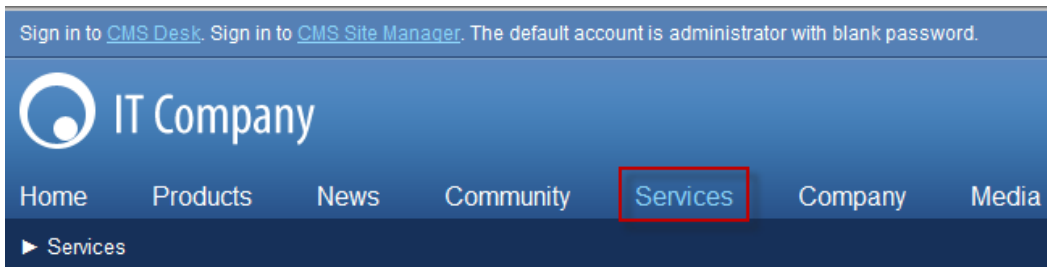 Sign in to CMS Desk. Sign in to CMS Site Manager. The default account is administrator with blank password.
IT Company
Home Products News Community Services Company Media
► Services